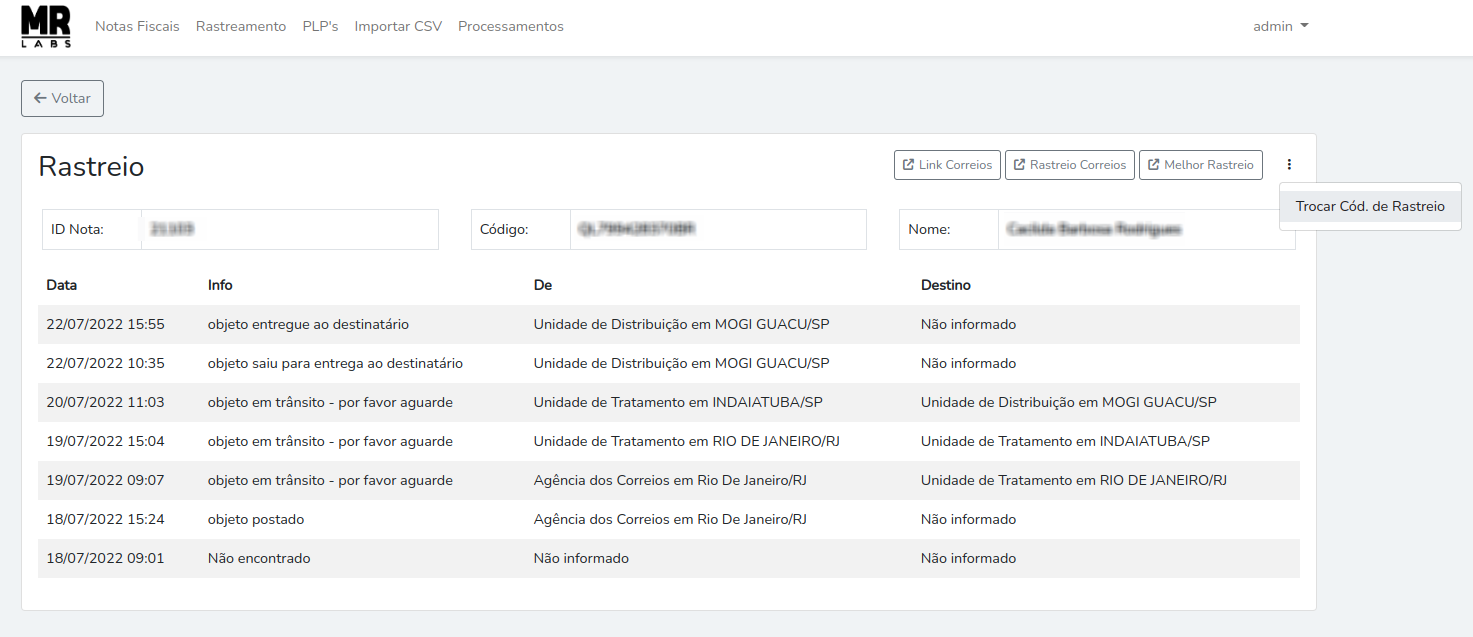 MR
LABS
Notas Fiscais Rastreamento PLP's Importar CSV Processamentos admin
Voltar
Rastreio Link Correios Rastreio Correios Melhor Rastreio
Trocar Cód. de Rastreio
ID Nota: Código: Nome:
Data Info De Destino
22/07/2022 15:55 objeto entregue ao destinatário Unidade de Distribuição em MOGI GUACU/SP Não informado
22/07/2022 10:35 objeto saiu para entrega ao destinatário Unidade de Distribuição em MOGI GUACU/SP Não informado
20/07/2022 11:03 objeto em trânsito - por favor aguarde Unidade de Tratamento em INDAIATUBA/SP Unidade de Distribuição em MOGI GUACU/SP
19/07/2022 15:04 objeto em trânsito - por favor aguarde Unidade de Tratamento em RIO DE JANEIRO/RJ Unidade de Tratamento em INDAIATUBA/SP
19/07/2022 09:07 objeto em trânsito - por favor aguarde Agência dos Correios em Rio De Janeiro/RJ Unidade de Tratamento em RIO DE JANEIRO/RJ
18/07/2022 15:24 objeto postado Agência dos Correios em Rio De Janeiro/RJ Não informado
18/07/2022 09:01 Não encontrado Não informado Não informado